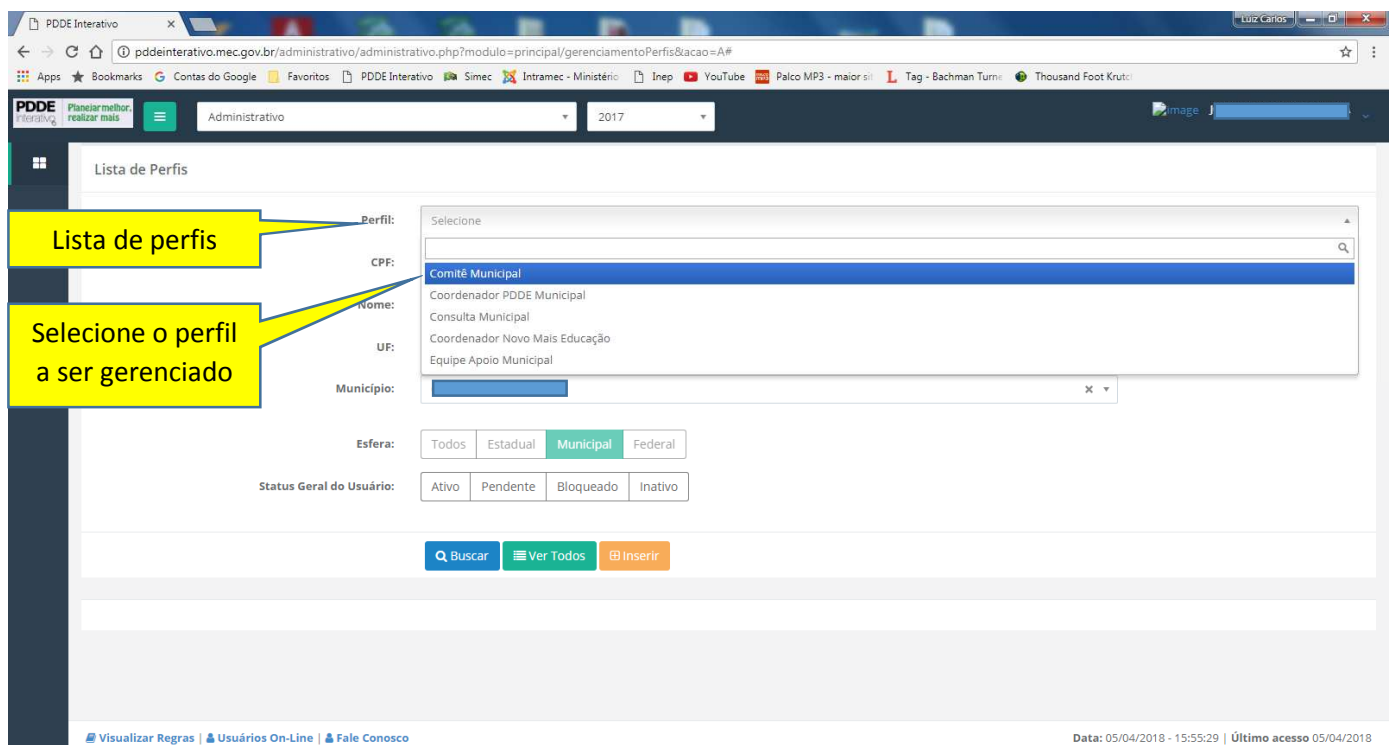 PDDE Interativo
Luiz Carlos
pddeinterativo.mec.gov.br/administrativo/administrativo.php?modulo=principal/gerenciamentoPerfis&acao=A#
Apps Bookmarks Contas do Google Favoritos PDDE Interativo Simec Intramec - Ministério Inep YouTube Palco MP3 - maior sit Tag - Bachman Turne Thousand Foot Krutc
PDDE interativo Planejar melhor, realizar mais
Administrativo
2017
image J
Lista de Perfis
Perfil: Selecione
Lista de perfis
CPF:
Comitê Municipal
Coordenador PDDE Municipal
Nome:
Consulta Municipal
Selecione o perfil
a ser gerenciado
Coordenador Novo Mais Educação
UF:
Equipe Apoio Municipal
Município:
Esfera: Todos Estadual Municipal Federal
Status Geral do Usuário: Ativo Pendente Bloqueado Inativo
Buscar Ver Todos Inserir
Visualizar Regras | Usuários On-Line | Fale Conosco
Data: 05/04/2018 - 15:55:29 | Último acesso 05/04/2018